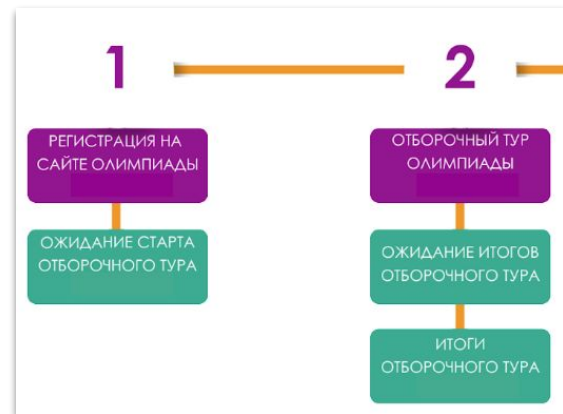 1
2
РЕГИСТРАЦИЯ НА
САЙТЕ ОЛИМПИАДЫ
ОЖИДАНИЕ СТАРТА
ОТБОРОЧНОГО ТУРА
ОТБОРОЧНЫЙ ТУР
ОЛИМПИАДЫ
ОЖИДАНИЕ ИТОГОВ
ОТБОРОЧНОГО ТУРА
ИТОГИ
ОТБОРОЧНОГО ТУРА